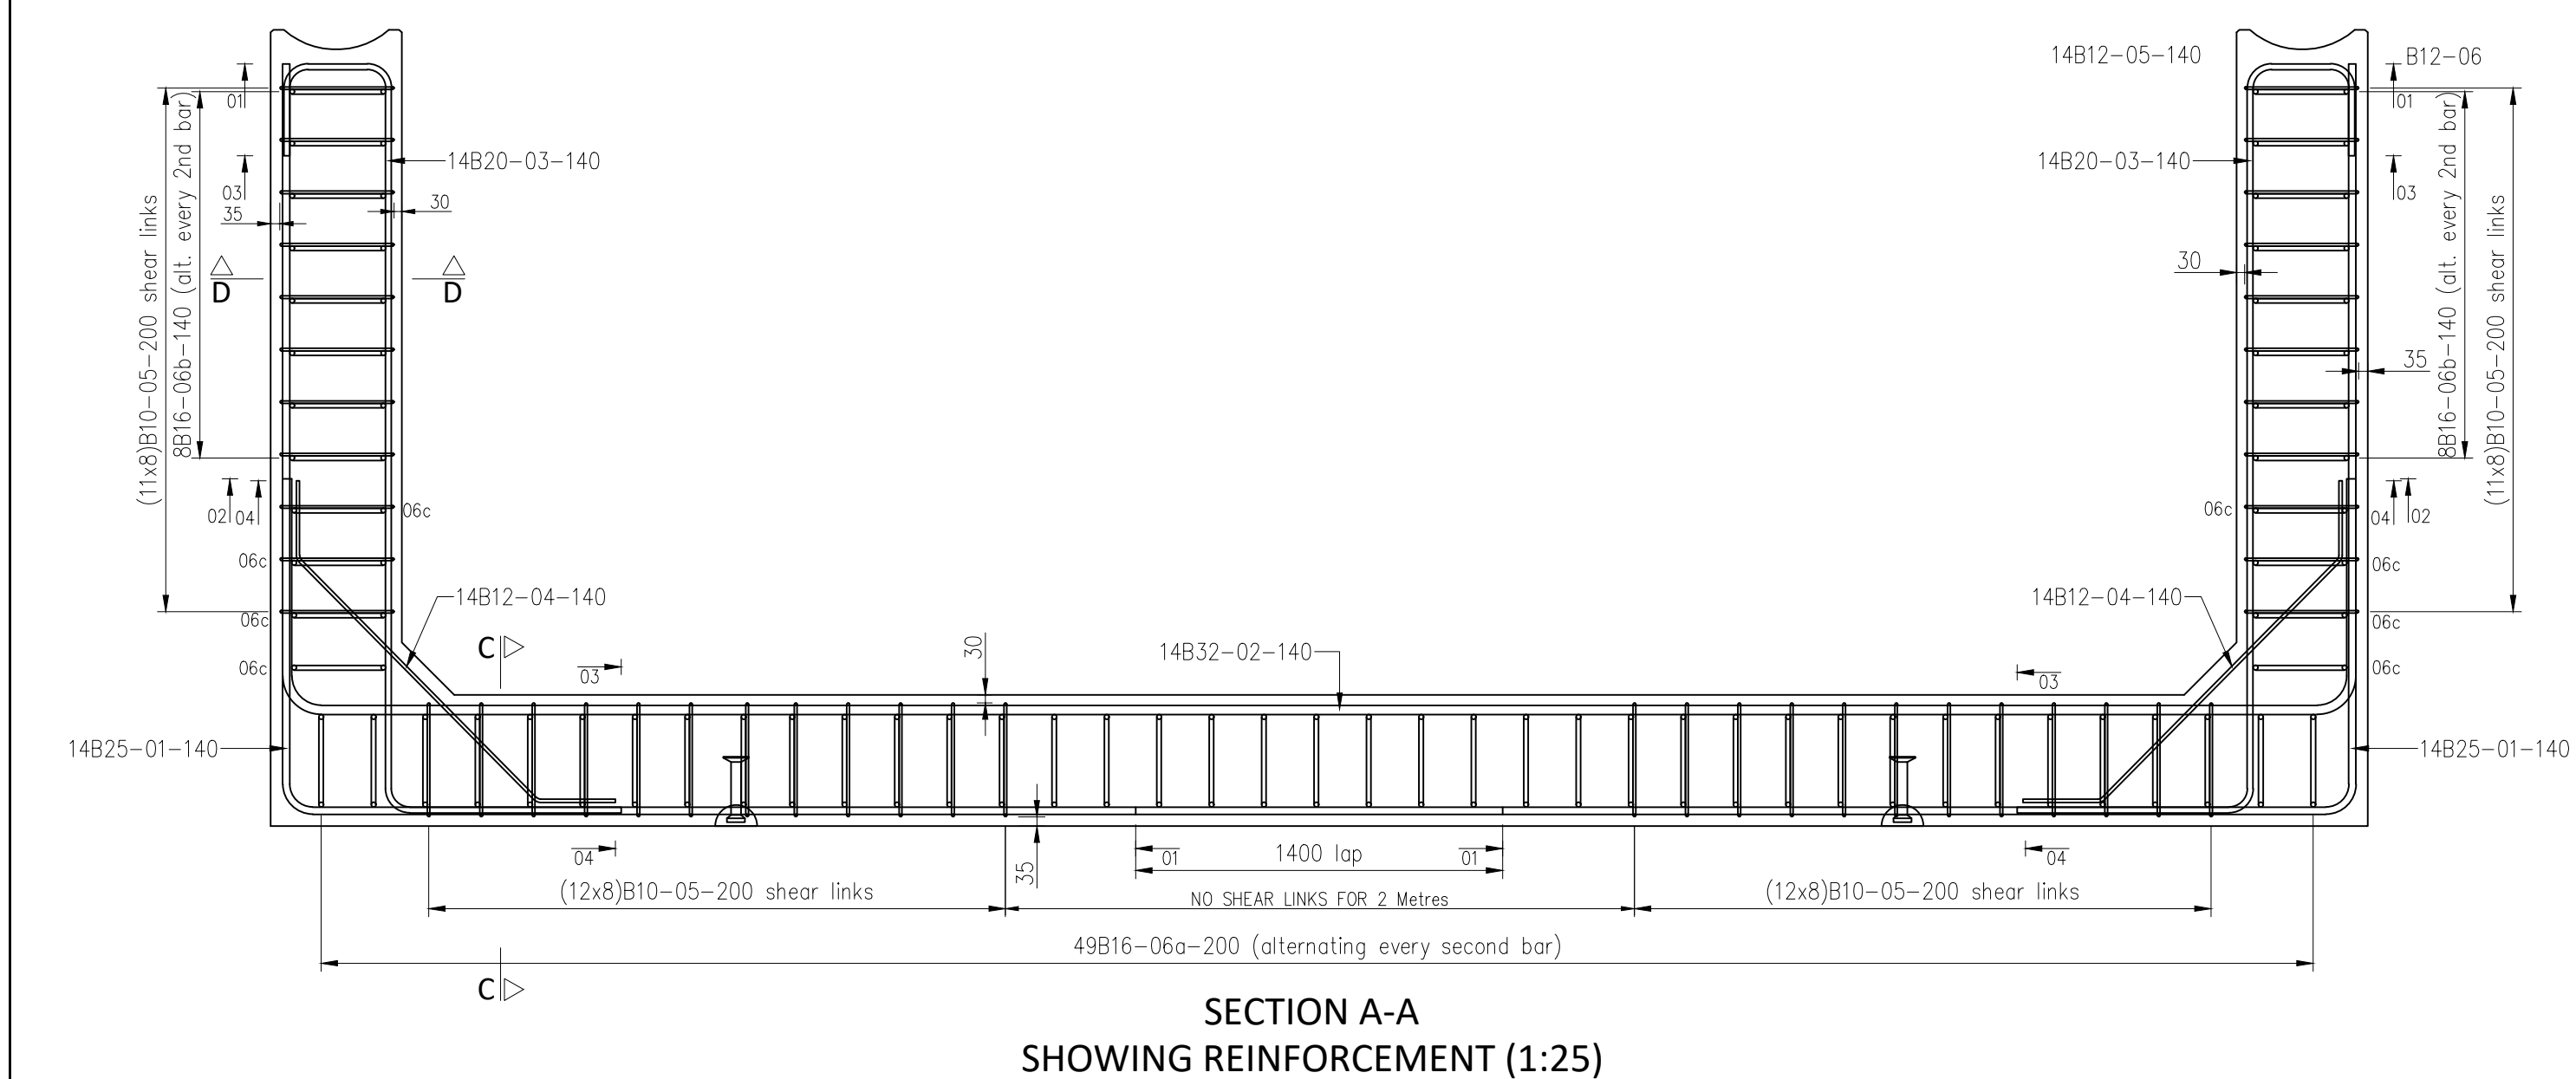 14B12-05-140
B12-06
01
01
14B20-03-140
14B20-03-140
03
03
35
30
(11x8)B10-05-200 shear links
8B16-06b-140 (alt. every 2nd bar)
8B16-06b-140 (alt. every 2nd bar)
(11x8)B10-05-200 shear links
30
D
D
35
02
04
06c
06c
04
02
06c
06c
14B12-04-140
14B12-04-140
06c
06c
C
30
14B32-02-140
06c
03
03
06c
14B25-01-140
14B25-01-140
04
01
1400 lap
01
04
35
(12x8)B10-05-200 shear links
NO SHEAR LINKS FOR 2 Metres
(12x8)B10-05-200 shear links
49B16-06a-200 (alternating every second bar)
C
SECTION A-A
SHOWING REINFORCEMENT (1:25)